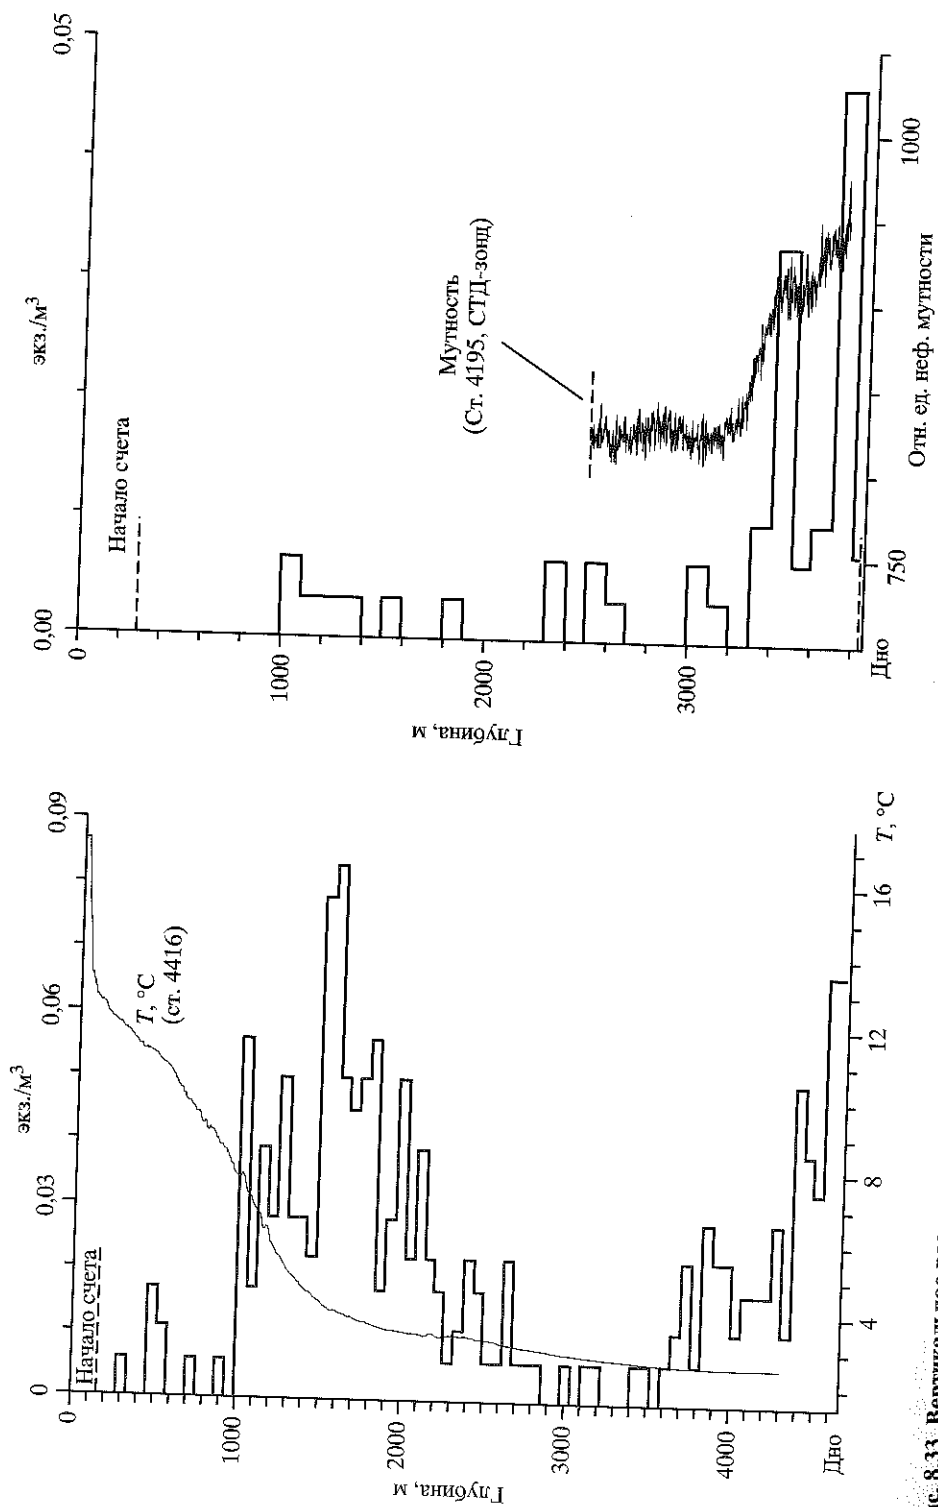 экз./м³
0
0,03
0,06
0,09
Начало счета
T, °C
(ст. 4416)
0
1000
2000
3000
4000
Дно
Глубина, м
4
8
12
16
T, °C
экз./м³
0,00
0,05
Начало счета
Мутность
(Ст. 4195, СТД-зонд)
0
1000
2000
3000
Дно
Глубина, м
750
1000
Отн. ед. неф. мутности
8.33